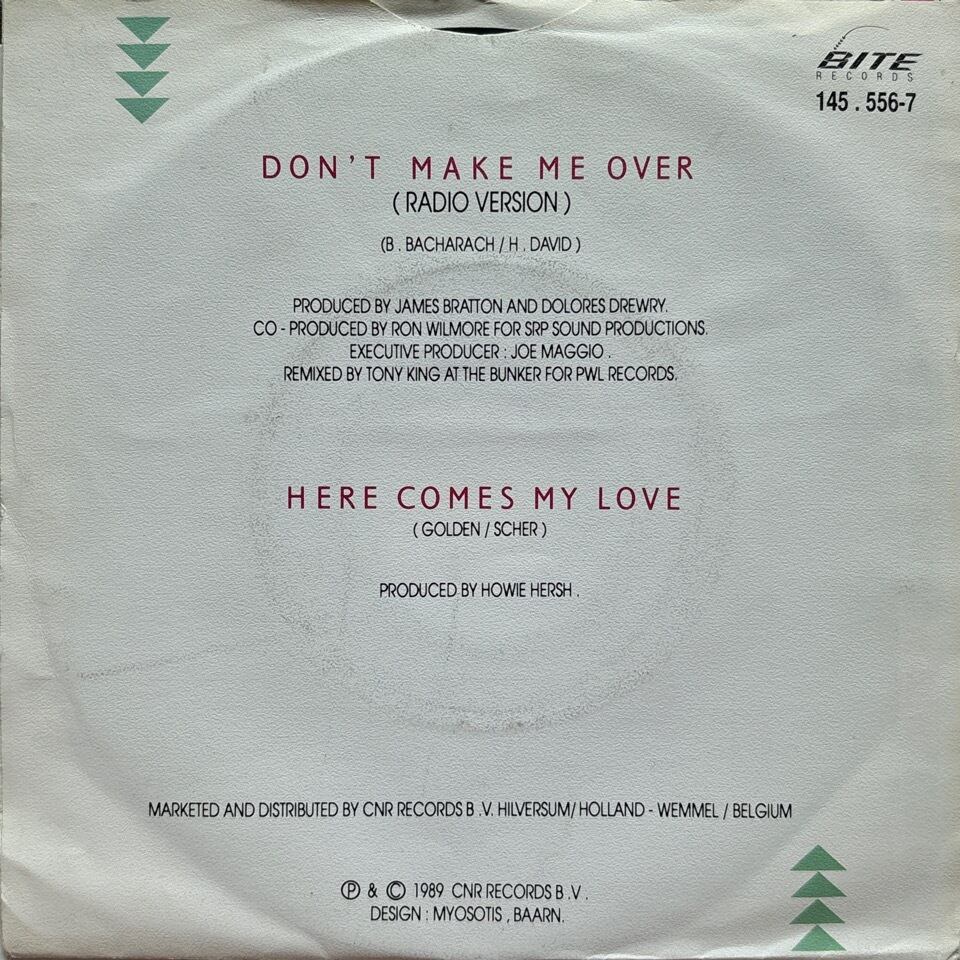 BITE
RECORDS
145 . 556-7
DON'T MAKE ME OVER
( RADIO VERSION )
(B . BACHARACH / H . DAVID )
PRODUCED BY JAMES BRATTON AND DOLORES DREWRY.
CO - PRODUCED BY RON WILMORE FOR SRP SOUND PRODUCTIONS.
EXECUTIVE PRODUCER : JOE MAGGIO .
REMIXED BY TONY KING AT THE BUNKER FOR PWL RECORDS.
HERE COMES MY LOVE
( GOLDEN / SCHER )
PRODUCED BY HOWIE HERSH .
MARKETED AND DISTRIBUTED BY CNR RECORDS B .V. HILVERSUM/ HOLLAND - WEMMEL / BELGIUM
℗ & © 1989 CNR RECORDS B .V .
DESIGN : MYOSOTIS , BAARN.